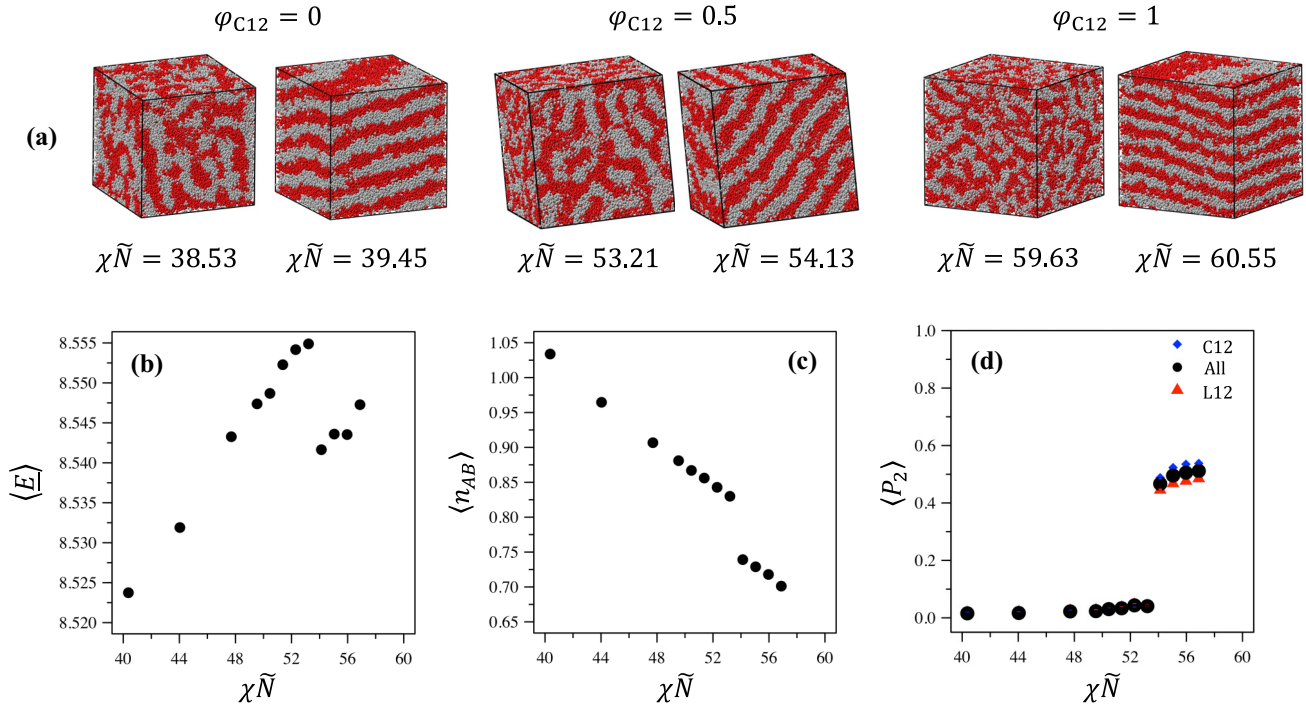 φC12 = 0
φC12 = 0.5
φC12 = 1
(a)
χÑ = 38.53
χÑ = 39.45
χÑ = 53.21
χÑ = 54.13
χÑ = 59.63
χÑ = 60.55
(b)
⟨E̲⟩
8.555
8.550
8.545
8.540
8.535
8.530
8.525
8.520
40 44 48 52 56 60
χÑ
(c)
⟨nAB⟩
1.05
1.00
0.95
0.90
0.85
0.80
0.75
0.70
0.65
40 44 48 52 56 60
χÑ
(d)
C12
All
L12
⟨P2⟩
1.0
0.8
0.6
0.4
0.2
0.0
40 44 48 52 56 60
χÑ